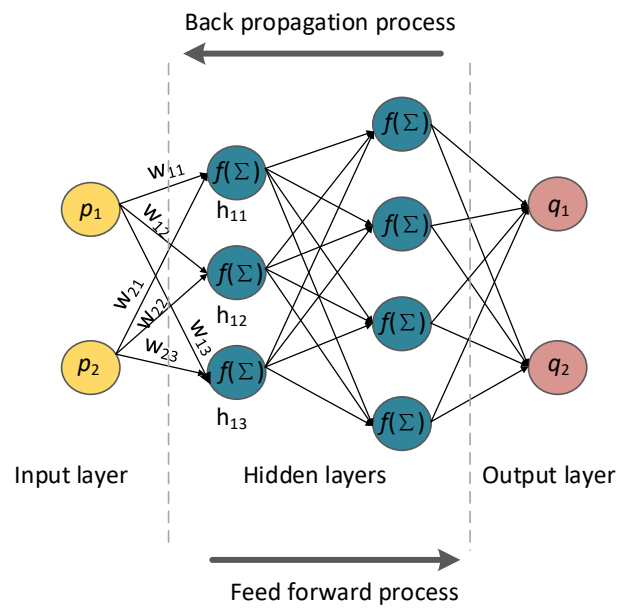 Back propagation process
f(Σ)
w₁₁
f(Σ)
p₁
w₁₂
h₁₁
f(Σ)
q₁
w₂₁
f(Σ)
w₂₂
h₁₂
f(Σ)
w₁₃
w₂₃
p₂
f(Σ)
q₂
h₁₃
f(Σ)
Input layer
Hidden layers
Output layer
Feed forward process